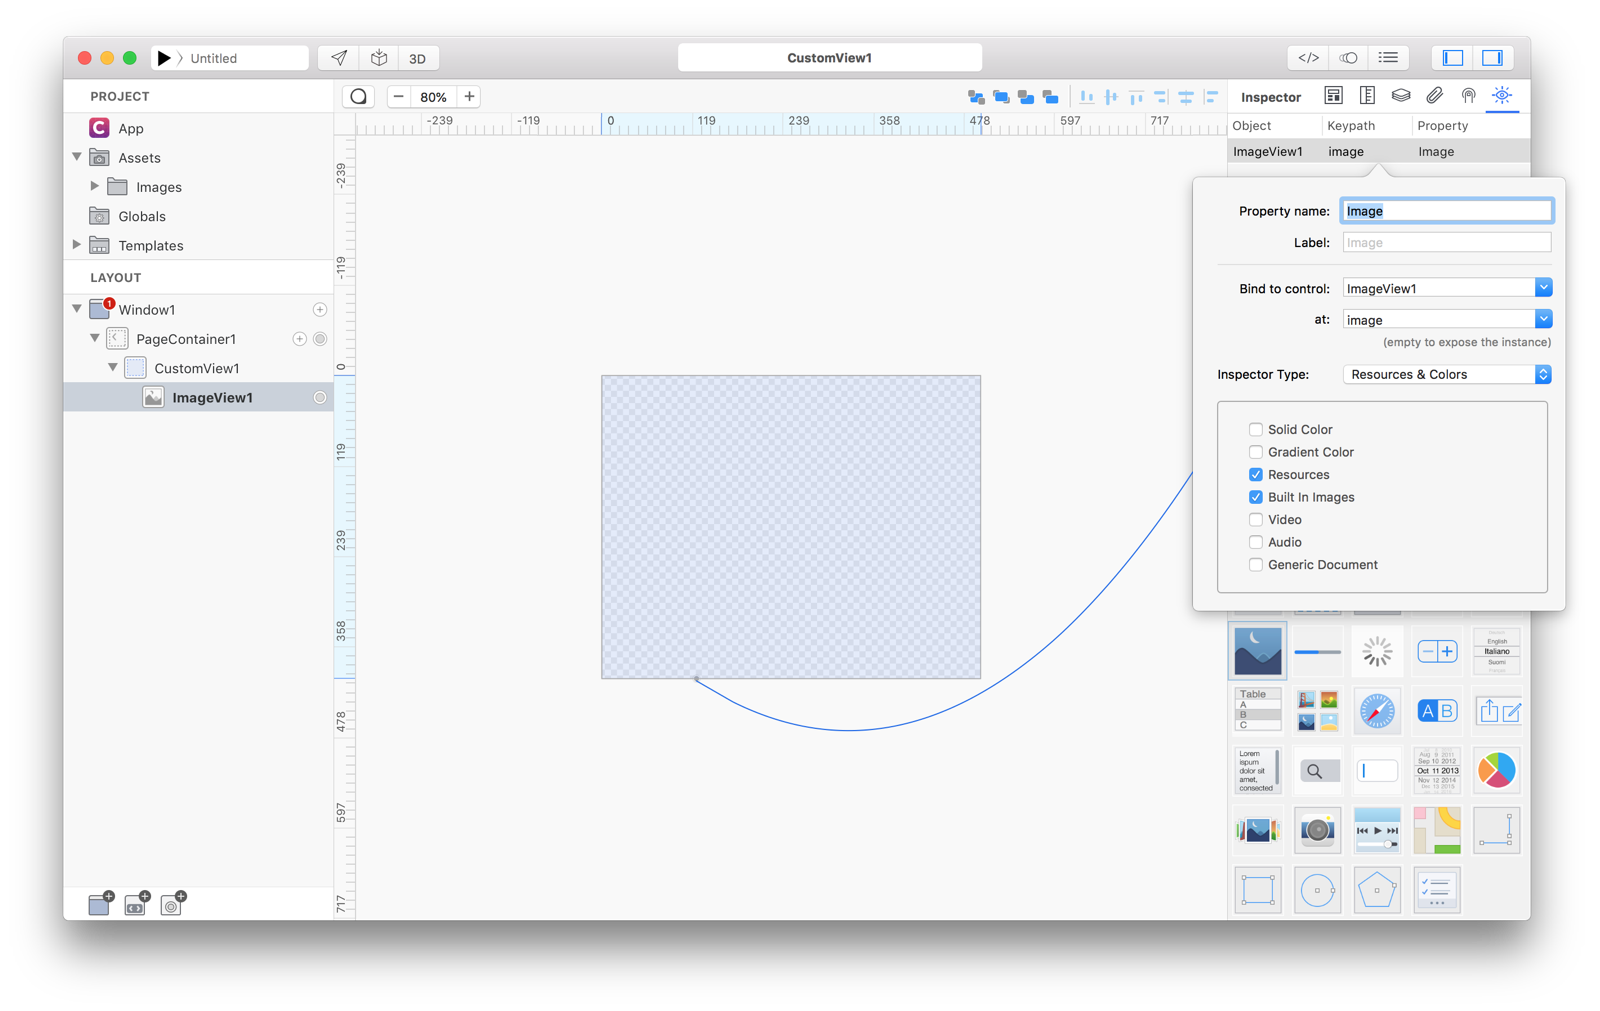 Untitled
3D
CustomView1
</>
PROJECT
App
Assets
Images
Globals
Templates
LAYOUT
1
Window1
PageContainer1
CustomView1
ImageView1
80%
-239 -119 0 119 239 358 478 597 717
-239
-119
0
119
239
358
478
597
717
Inspector
Object Keypath Property
ImageView1 image Image
Property name: Image
Label: Image
Bind to control: ImageView1
at: image
(empty to expose the instance)
Inspector Type: Resources & Colors
Solid Color
Gradient Color
Resources
Built In Images
Video
Audio
Generic Document
English
Italiano
Suomi
Table
A
B
C
A B
Lorem
ipsum
dolor sit
amet,
consected
Aug 9 2011
Sep 10 2012
Oct 11 2013
Nov 12 2014
Dec 13 2015